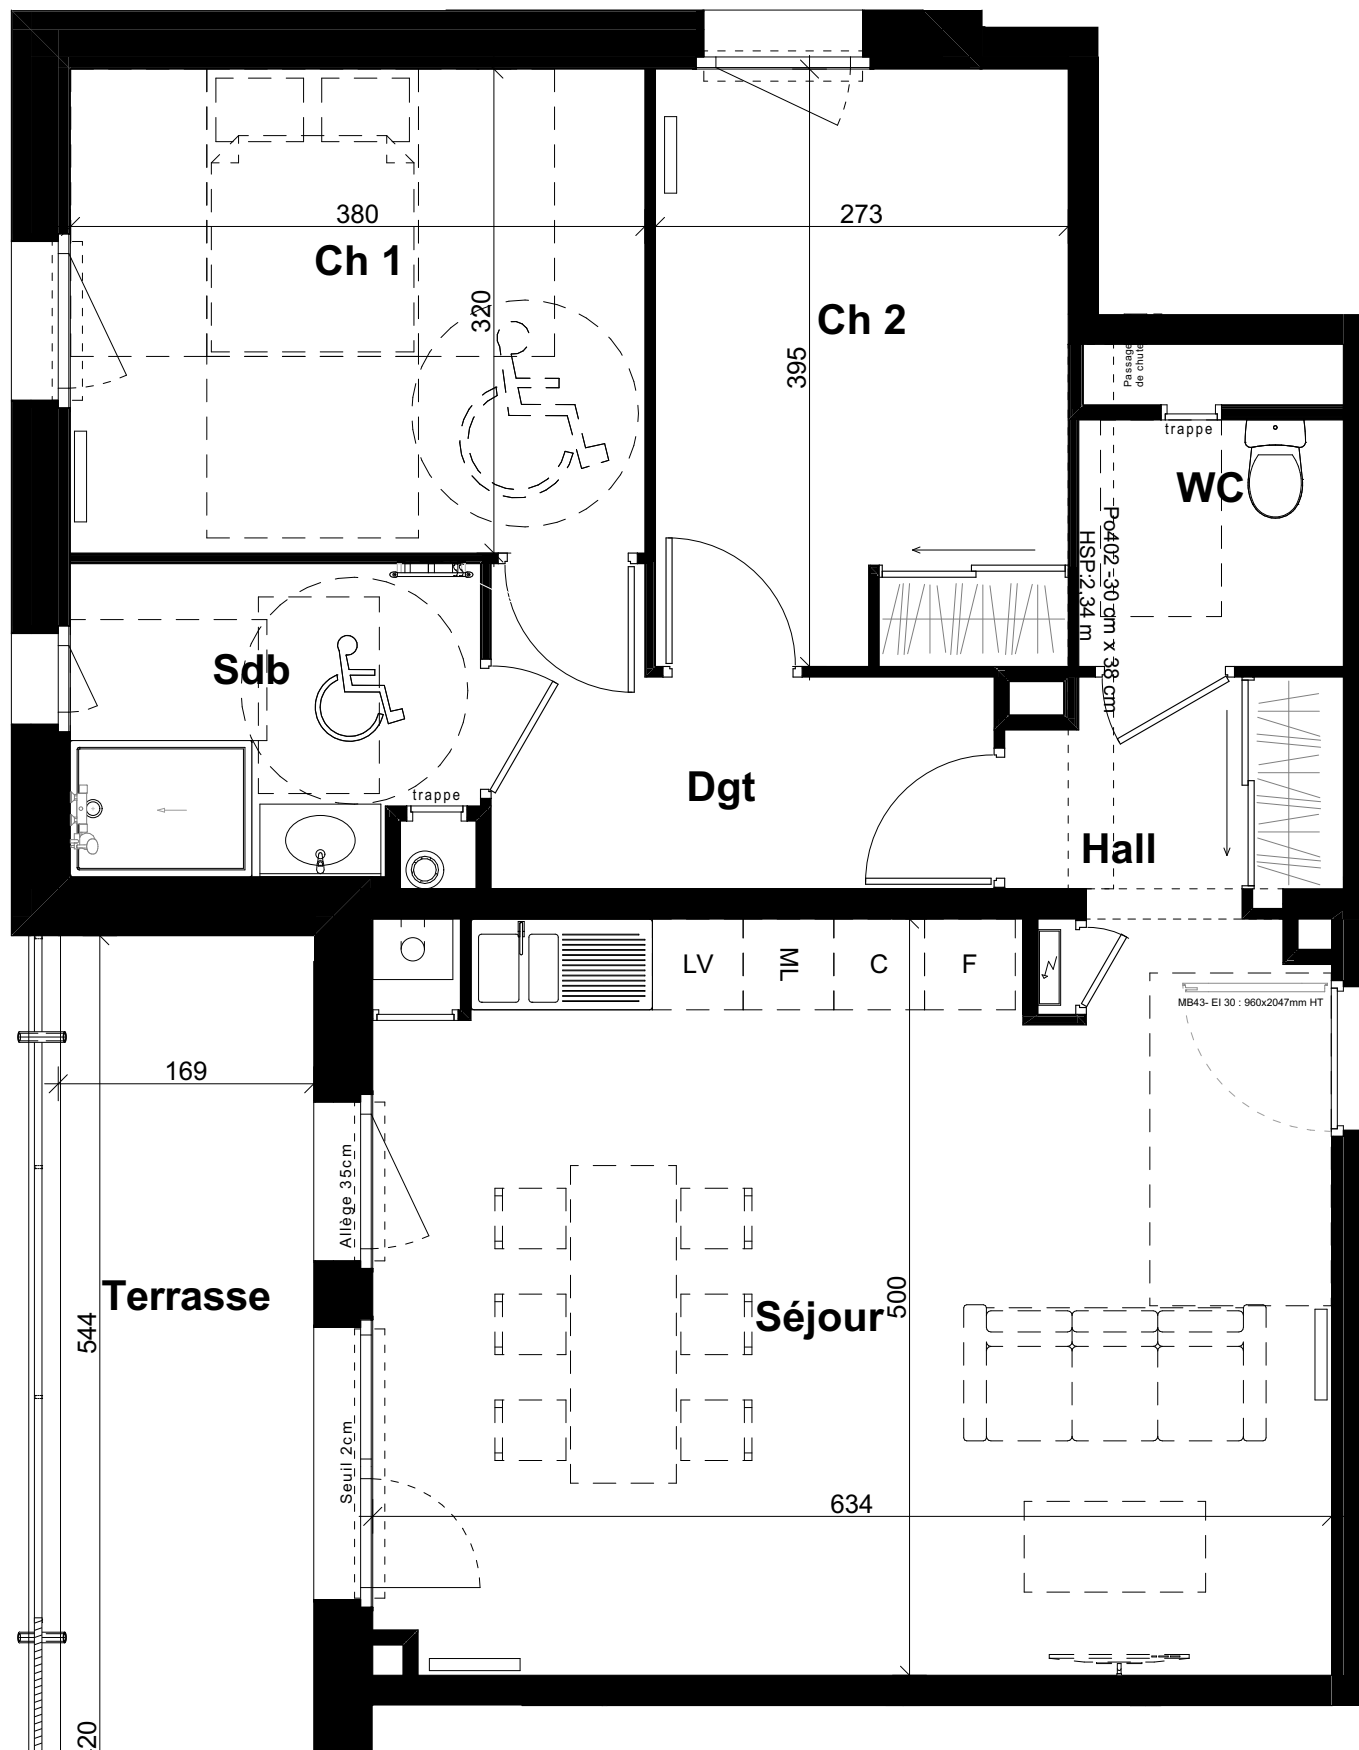 380
273
Ch 1
320
Ch 2
395
Passage
de chute
trappe
WC
Po402 -30 cm x 38 cm
HSP:2.34 m
Sdb
SS
trappe
Dgt
Hall
LV
ML
C
F
MB43- EI 30 : 960x2047mm HT
169
Allège 35cm
Terrasse
544
Séjour
500
Seuil 2cm
634